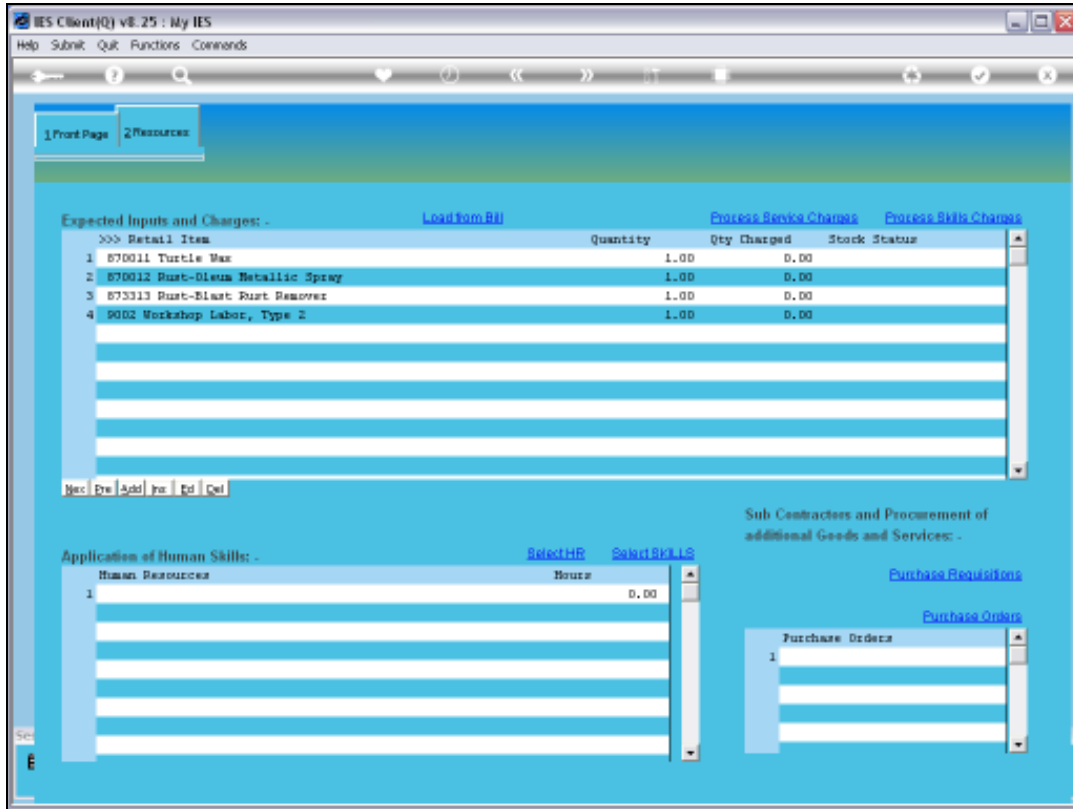 IES Client(Q) v8.25 : My IES
Help Submit Quit Functions Commands
1 Front Page 2 Resources
Expected Inputs and Charges: - Load from Bill Process Service Charges Process Skills Charges
>>> Retail Item Quantity Qty Charged Stock Status
1 870011 Turtle Wax 1.00 0.00
2 870012 Rust-Oleum Metallic Spray 1.00 0.00
3 873313 Rust-Blast Rust Remover 1.00 0.00
4 9002 Workshop Labor, Type 2 1.00 0.00
Nex Pre Add Ins Ed Del
Sub Contractors and Procurement of
additional Goods and Services: -
Application of Human Skills: - Select HR Select SKILLS
Human Resources Hours
1 0.00
Purchase Requisitions
Purchase Orders
Purchase Orders
1